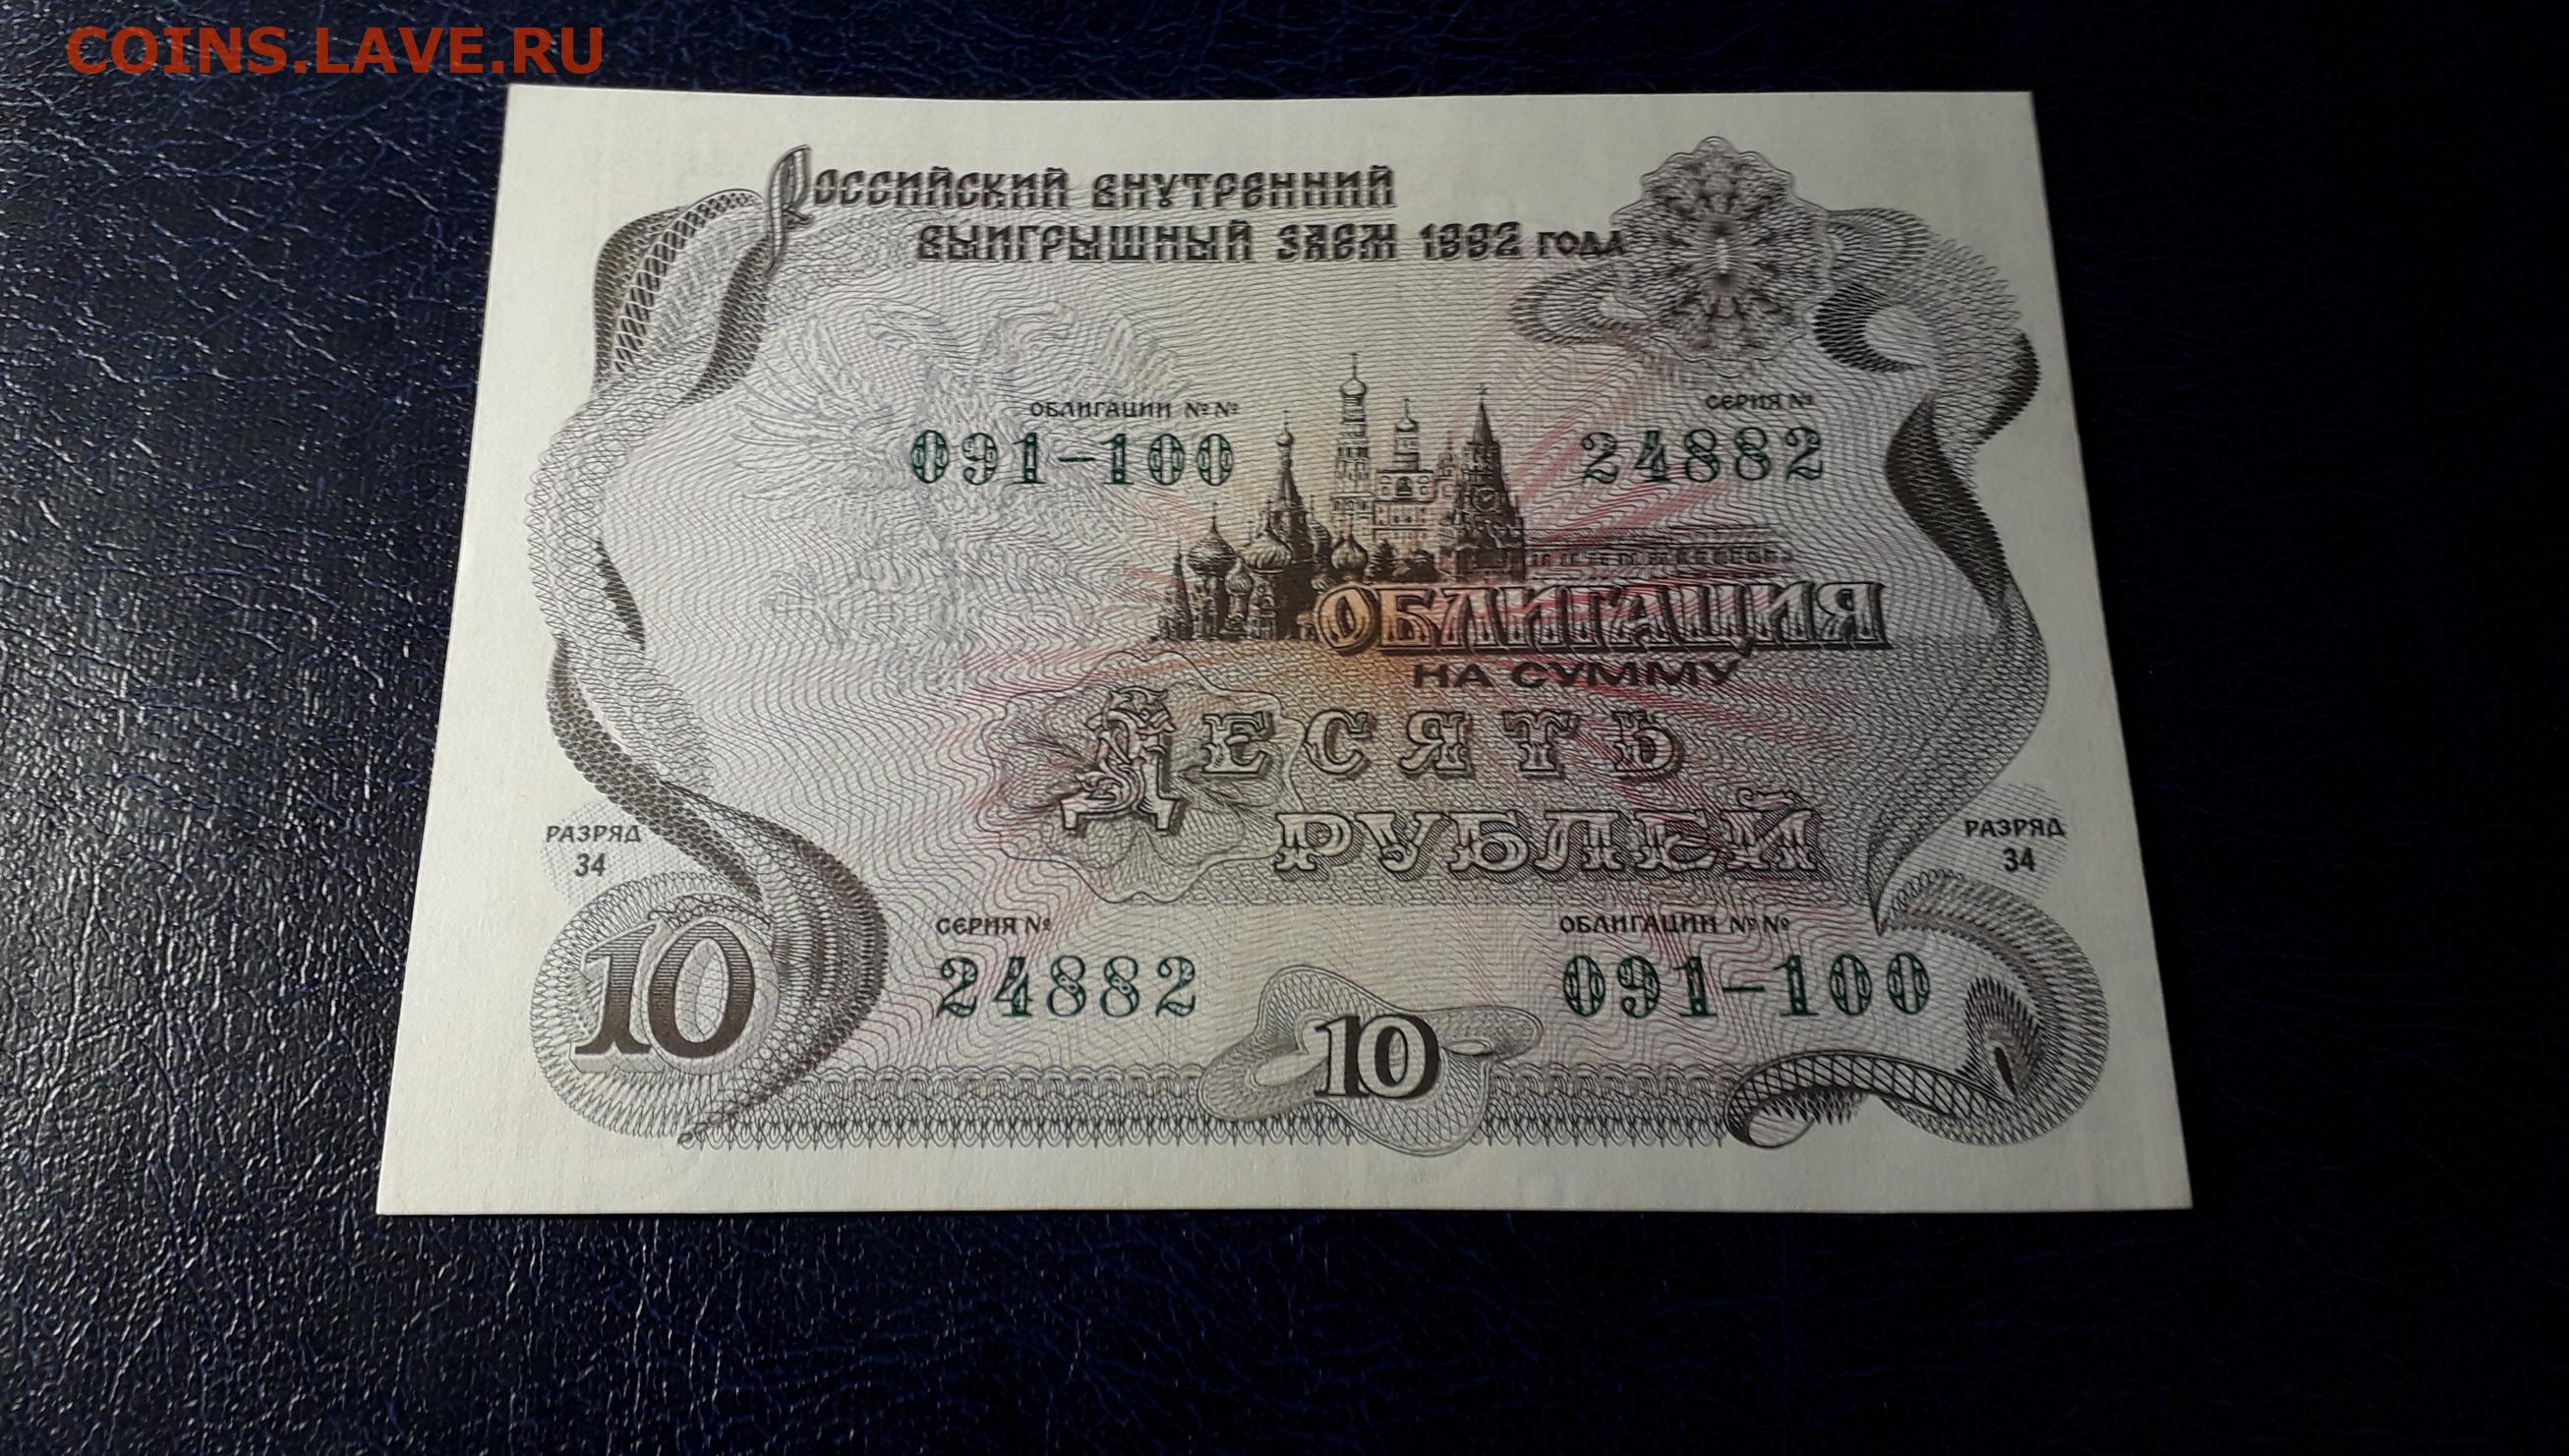 COINS.LAVE.RU
Российский внутренний
выигрышный заем 1992 года
ОБЛИГАЦИИ №№
СЕРИЯ №
091-100
24882
ОБЛИГАЦИЯ
НА СУММУ
ДЕСЯТЬ
РУБЛЕЙ
РАЗРЯД
34
РАЗРЯД
34
СЕРИЯ №
ОБЛИГАЦИИ №№
24882
091-100
10
10